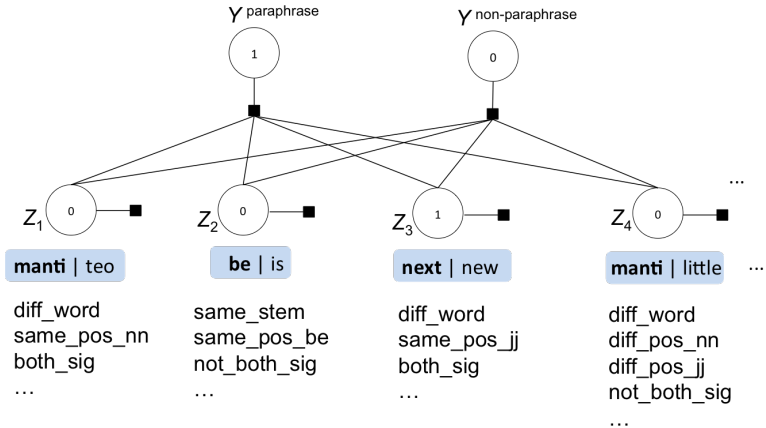 Y paraphrase
Y non-paraphrase
1
0
...
Z1
0
Z2
0
Z3
1
Z4
0
manti | teo
be | is
next | new
manti | little
...
diff_word
same_pos_nn
both_sig
...
same_stem
same_pos_be
not_both_sig
...
diff_word
same_pos_jj
both_sig
...
diff_word
diff_pos_nn
diff_pos_jj
not_both_sig
...